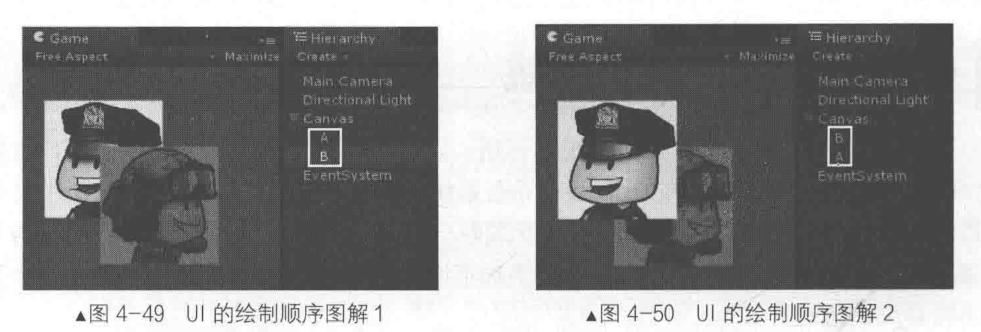 Game
Free Aspect
Maximize
Hierarchy
Create
Main Camera
Directional Light
Canvas
A
B
EventSystem
▲图 4-49 UI 的绘制顺序图解 1
Game
Free Aspect
Maximize
Hierarchy
Create
Main Camera
Directional Light
Canvas
B
A
EventSystem
▲图 4-50 UI 的绘制顺序图解 2